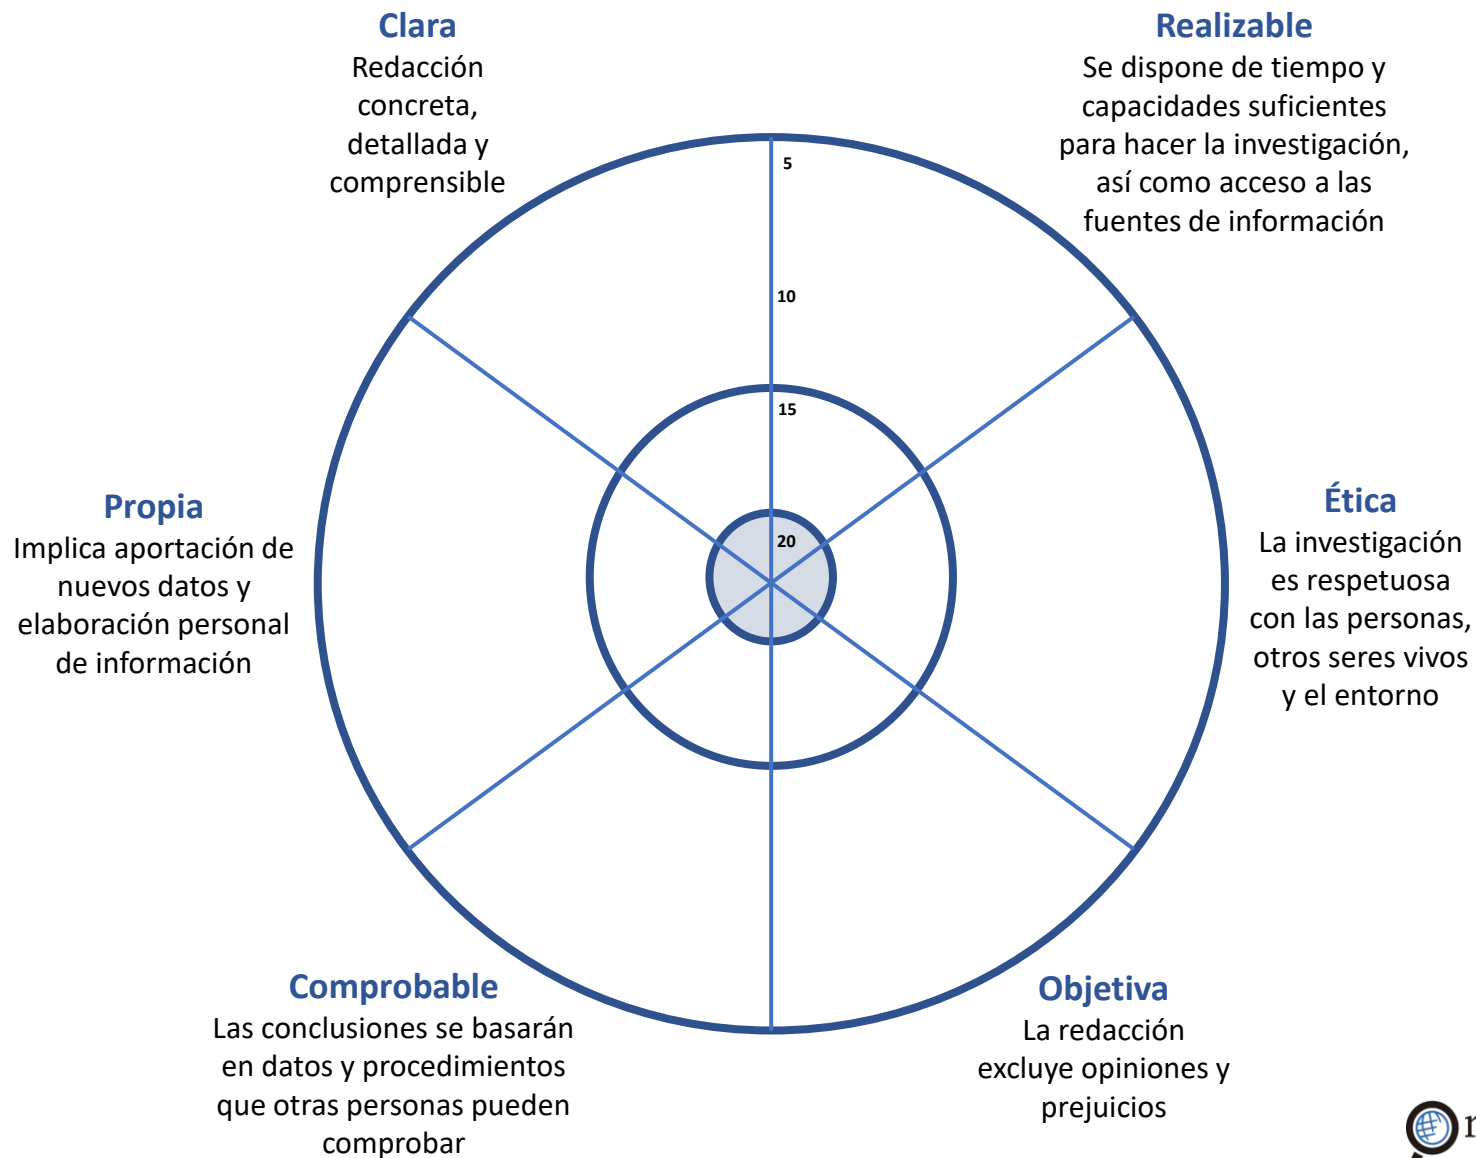 Clara
Redacción
concreta,
detallada y
comprensible
Realizable
Se dispone de tiempo y
capacidades suficientes
para hacer la investigación,
así como acceso a las
fuentes de información
5
10
15
20
Propia
Implica aportación de
nuevos datos y
elaboración personal
de información
Ética
La investigación
es respetuosa
con las personas,
otros seres vivos
y el entorno
Comprobable
Las conclusiones se basarán
en datos y procedimientos
que otras personas pueden
comprobar
Objetiva
La redacción
excluye opiniones y
prejuicios